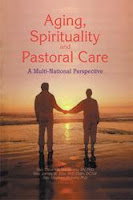 Aging,
Spirituality
and
Pastoral Care
A Multi-National Perspective